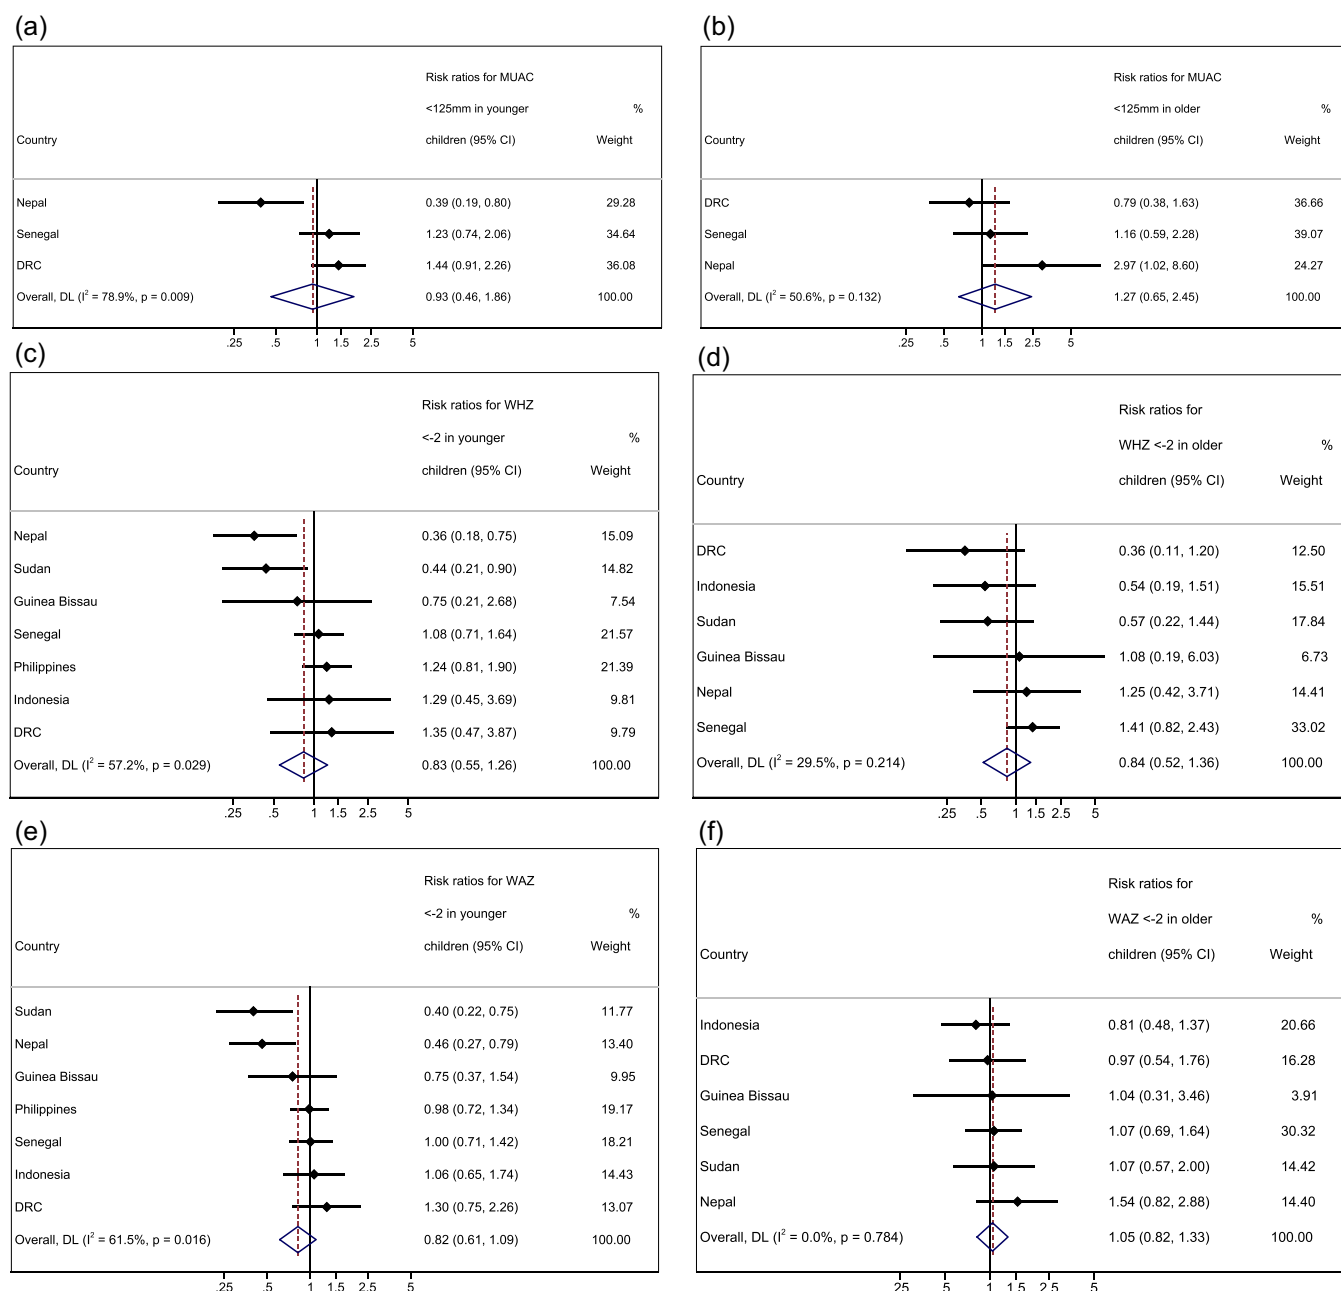 (a)
Risk ratios for MUAC
<125mm in younger %
Country children (95% CI) Weight
Nepal 0.39 (0.19, 0.80) 29.28
Senegal 1.23 (0.74, 2.06) 34.64
DRC 1.44 (0.91, 2.26) 36.08
Overall, DL (I² = 78.9%, p = 0.009) 0.93 (0.46, 1.86) 100.00
.25 .5 1 1.5 2.5 5
(b)
Risk ratios for MUAC
<125mm in older %
Country children (95% CI) Weight
DRC 0.79 (0.38, 1.63) 36.66
Senegal 1.16 (0.59, 2.28) 39.07
Nepal 2.97 (1.02, 8.60) 24.27
Overall, DL (I² = 50.6%, p = 0.132) 1.27 (0.65, 2.45) 100.00
.25 .5 1 1.5 2.5 5
(c)
Risk ratios for WHZ
<-2 in younger %
Country children (95% CI) Weight
Nepal 0.36 (0.18, 0.75) 15.09
Sudan 0.44 (0.21, 0.90) 14.82
Guinea Bissau 0.75 (0.21, 2.68) 7.54
Senegal 1.08 (0.71, 1.64) 21.57
Philippines 1.24 (0.81, 1.90) 21.39
Indonesia 1.29 (0.45, 3.69) 9.81
DRC 1.35 (0.47, 3.87) 9.79
Overall, DL (I² = 57.2%, p = 0.029) 0.83 (0.55, 1.26) 100.00
.25 .5 1 1.5 2.5 5
(d)
Risk ratios for
WHZ <-2 in older %
Country children (95% CI) Weight
DRC 0.36 (0.11, 1.20) 12.50
Indonesia 0.54 (0.19, 1.51) 15.51
Sudan 0.57 (0.22, 1.44) 17.84
Guinea Bissau 1.08 (0.19, 6.03) 6.73
Nepal 1.25 (0.42, 3.71) 14.41
Senegal 1.41 (0.82, 2.43) 33.02
Overall, DL (I² = 29.5%, p = 0.214) 0.84 (0.52, 1.36) 100.00
.25 .5 1 1.5 2.5 5
(e)
Risk ratios for WAZ
<-2 in younger %
Country children (95% CI) Weight
Sudan 0.40 (0.22, 0.75) 11.77
Nepal 0.46 (0.27, 0.79) 13.40
Guinea Bissau 0.75 (0.37, 1.54) 9.95
Philippines 0.98 (0.72, 1.34) 19.17
Senegal 1.00 (0.71, 1.42) 18.21
Indonesia 1.06 (0.65, 1.74) 14.43
DRC 1.30 (0.75, 2.26) 13.07
Overall, DL (I² = 61.5%, p = 0.016) 0.82 (0.61, 1.09) 100.00
.25 .5 1 1.5 2.5 5
(f)
Risk ratios for
WAZ <-2 in older %
Country children (95% CI) Weight
Indonesia 0.81 (0.48, 1.37) 20.66
DRC 0.97 (0.54, 1.76) 16.28
Guinea Bissau 1.04 (0.31, 3.46) 3.91
Senegal 1.07 (0.69, 1.64) 30.32
Sudan 1.07 (0.57, 2.00) 14.42
Nepal 1.54 (0.82, 2.88) 14.40
Overall, DL (I² = 0.0%, p = 0.784) 1.05 (0.82, 1.33) 100.00
.25 .5 1 1.5 2.5 5